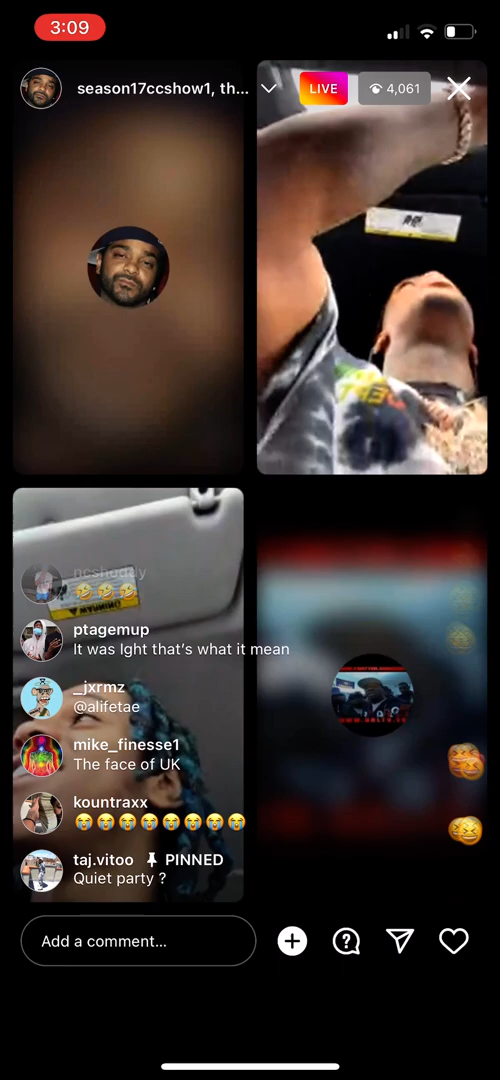 3:09
season17ccshow1, th...
LIVE
4,061
ncshoddy
🤣🤣🤣
ptagemup
It was lght that's what it mean
_jxrmz
@alifetae
mike_finesse1
The face of UK
kountraxx
😭😭😭😭😭😭😭😭
taj.vitoo PINNED
Quiet party ?
Add a comment...